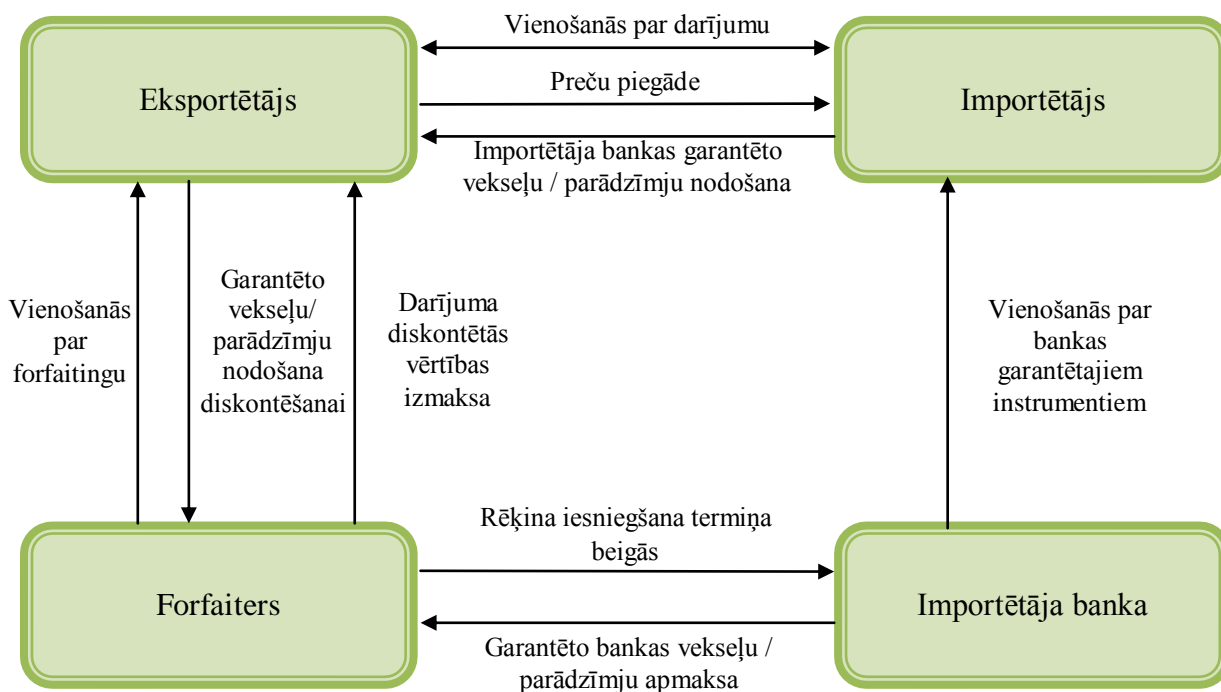 Vienošanās par darījumu
Eksportētājs
Preču piegāde
Importētājs
Importētāja bankas garantēto
vekseļu / parādzīmju nodošana
Vienošanās
par
forfaitingu
Garantēto
vekseļu/
parādzīmju
nodošana
diskontēšanai
Darījuma
diskontētās
vērtības
izmaksa
Vienošanās par
bankas
garantētajiem
instrumentiem
Rēķina iesniegšana termiņa
beigās
Forfaiters
Importētāja banka
Garantēto bankas vekseļu /
parādzīmju apmaksa